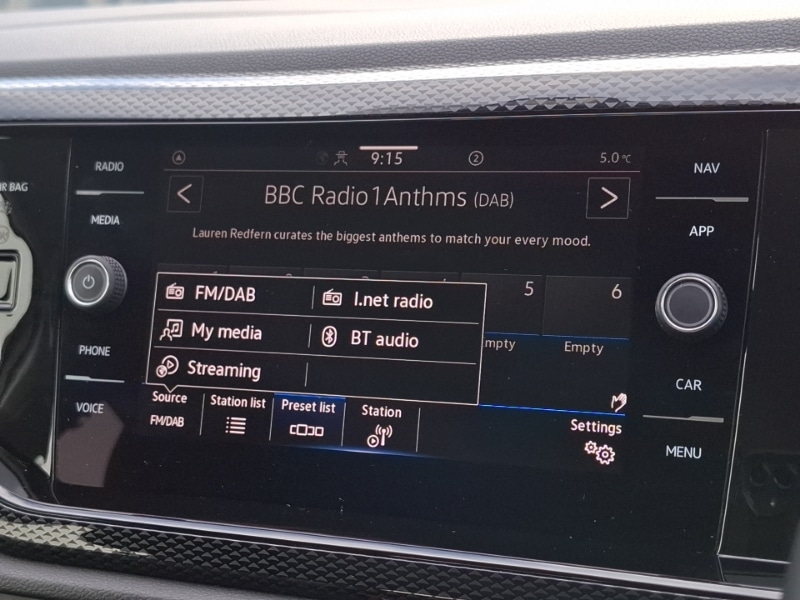 RADIO
MEDIA
PHONE
VOICE
NAV
APP
CAR
MENU
IR BAG
9:15
2
5.0 °C
<
BBC Radio1Anthms (DAB)
>
Lauren Redfern curates the biggest anthems to match your every mood.
5
6
mpty
Empty
FM/DAB
I.net radio
My media
BT audio
Streaming
Source
FM/DAB
Station list
Preset list
Station
Settings